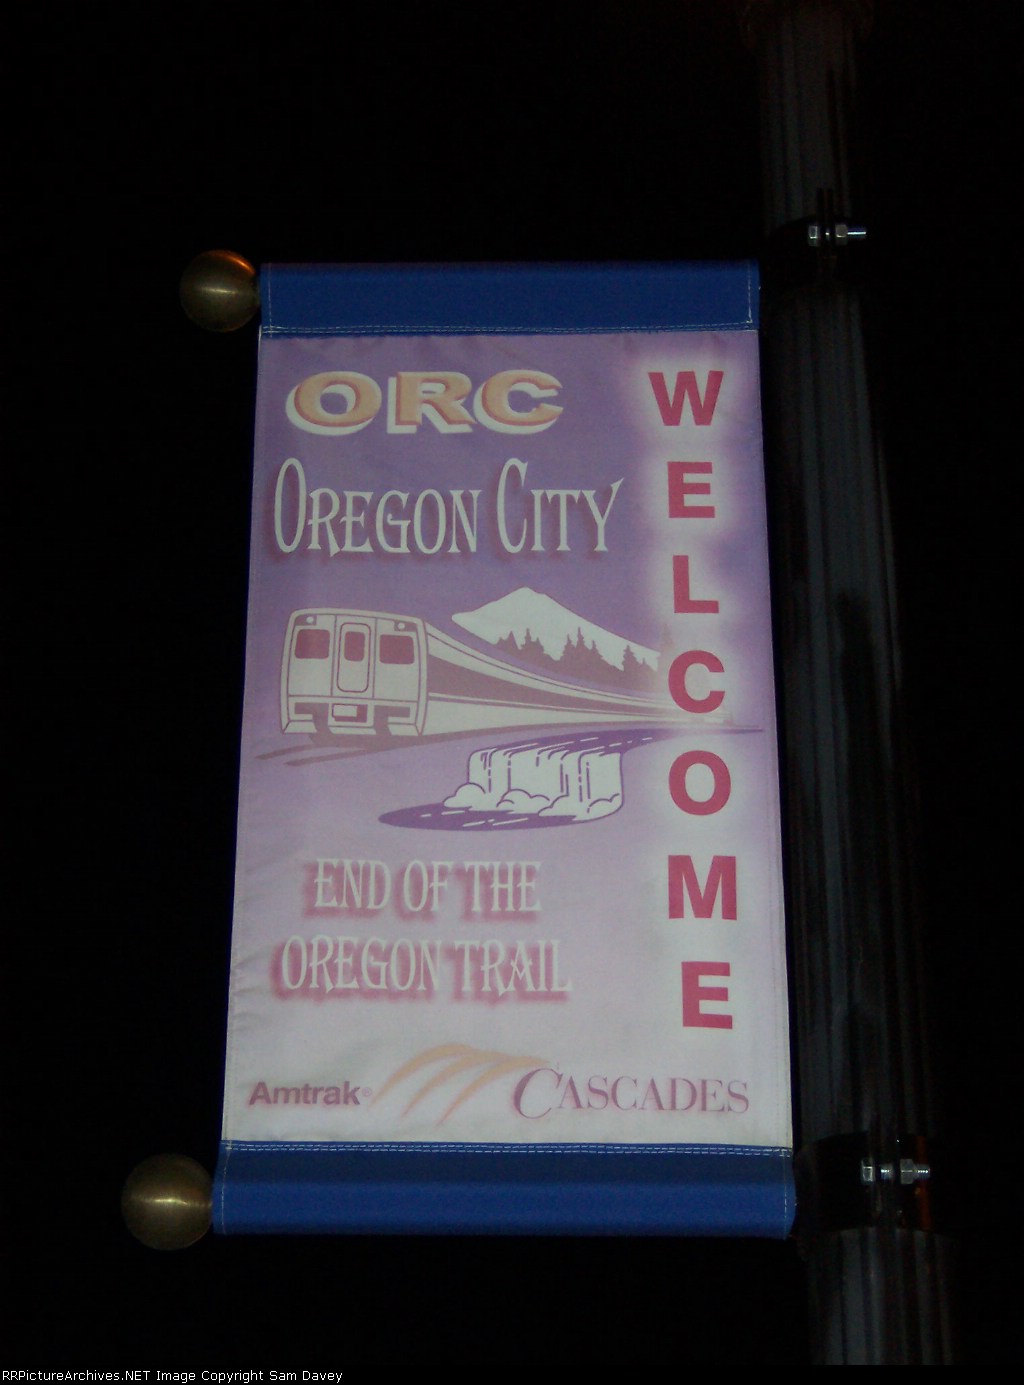 ORC
OREGON CITY
WELCOME
END OF THE
OREGON TRAIL
Amtrak®
CASCADES
RRPictureArchives.NET Image Copyright Sam Davey